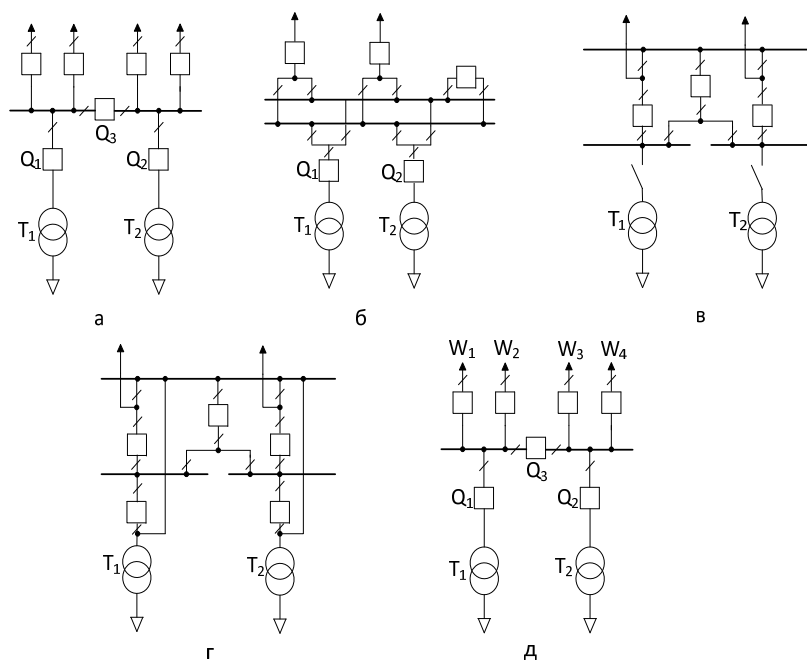 Q₃
Q₁ Q₂
T₁ T₂
а
Q₁ Q₂
T₁ T₂
б
T₁ T₂
в
T₁ T₂
г
W₁ W₂ W₃ W₄
Q₃
Q₁ Q₂
T₁ T₂
д